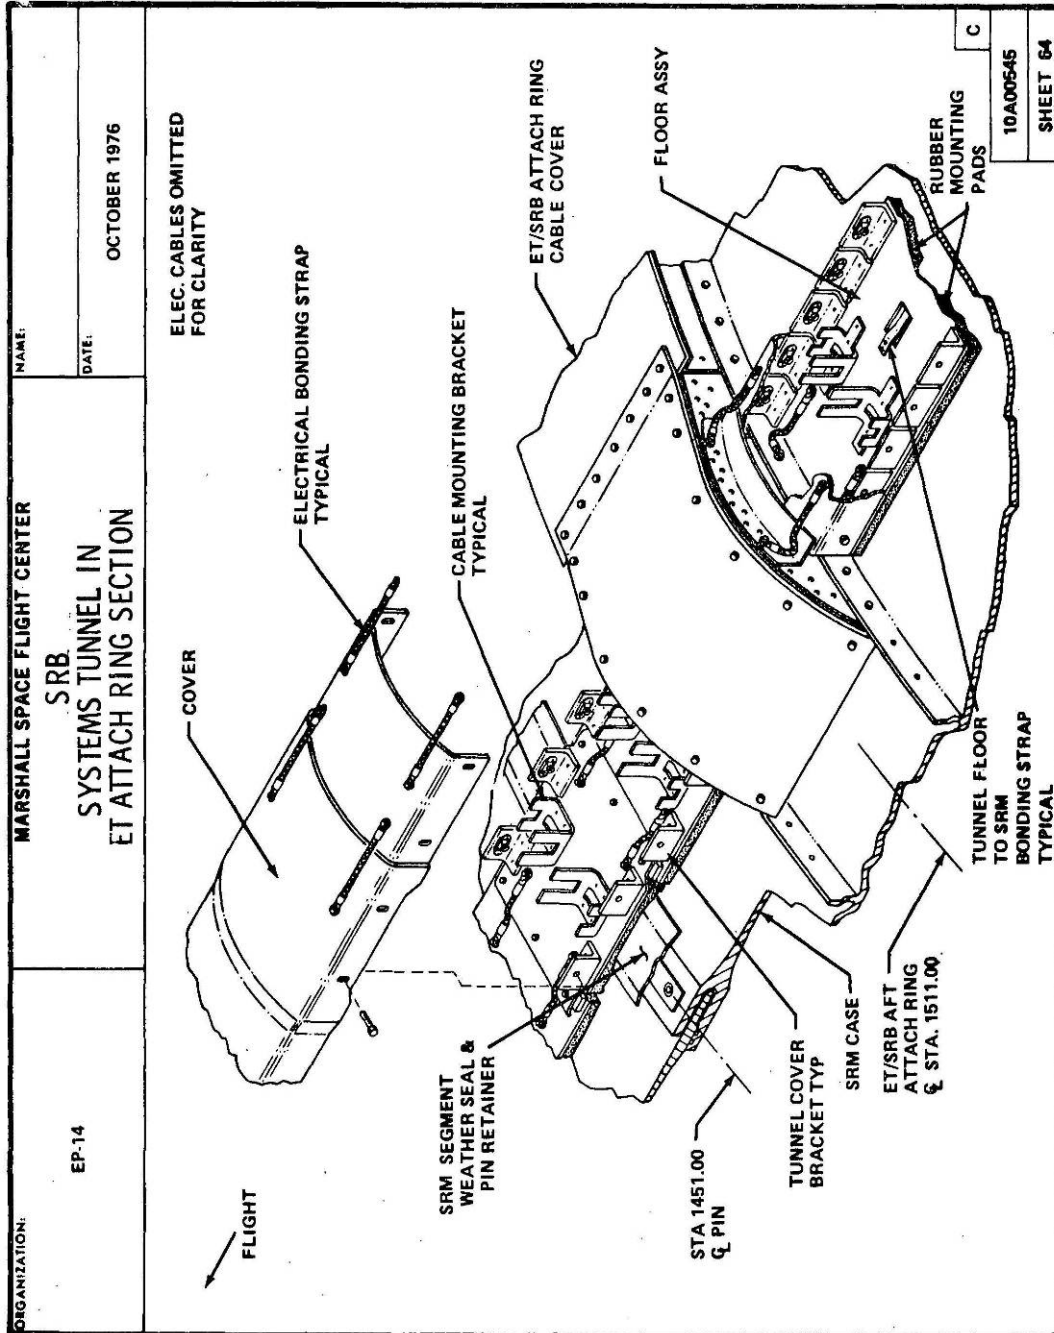 ORGANIZATION:
EP-14
MARSHALL SPACE FLIGHT CENTER
SRB
SYSTEMS TUNNEL IN
ET ATTACH RING SECTION
NAME:
DATE:
OCTOBER 1976
FLIGHT
COVER
ELEC. CABLES OMITTED
FOR CLARITY
ELECTRICAL BONDING STRAP
TYPICAL
CABLE MOUNTING BRACKET
TYPICAL
ET/SRB ATTACH RING
CABLE COVER
FLOOR ASSY
SRM SEGMENT
WEATHER SEAL &
PIN RETAINER
STA 1451.00
℄ PIN
TUNNEL COVER
BRACKET TYP
SRM CASE
ET/SRB AFT
ATTACH RING
℄ STA. 1511.00
TUNNEL FLOOR
TO SRM
BONDING STRAP
TYPICAL
RUBBER
MOUNTING
PADS
C
10A00545
SHEET 64